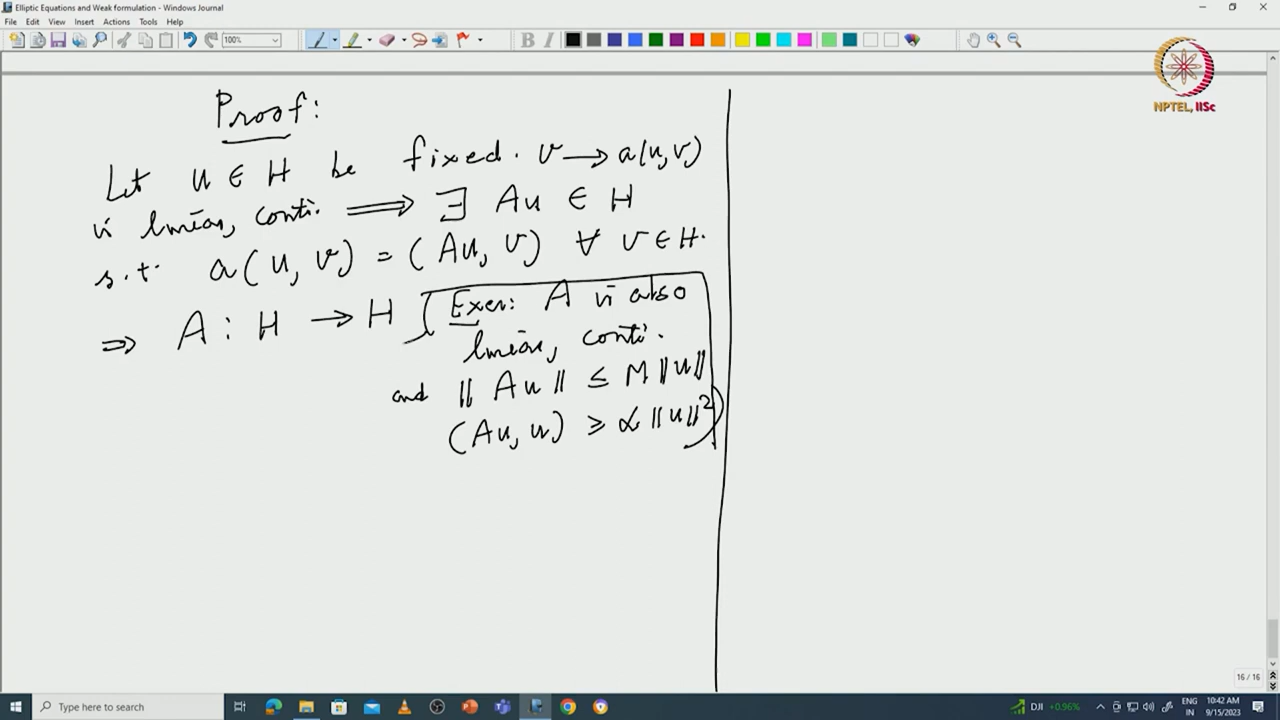 Elliptic Equations and Weak formulation - Windows Journal
File Edit View Insert Actions Tools Help
100%
B I
NPTEL, IISc
Proof:
Let u ∈ H be fixed. v → a(u,v)
is linear, conti. ⟹ ∃ Au ∈ H
s.t. a(u, v) = (Au, v) ∀ v ∈ H.
⇒ A : H → H [Exer: A is also
linear, conti.
and ‖Au‖ ≤ M‖u‖
(Au, u) ≥ α‖u‖²)
16 / 16
Type here to search
DJI +0.96%
ENG 10:42 AM
IN 9/15/2023